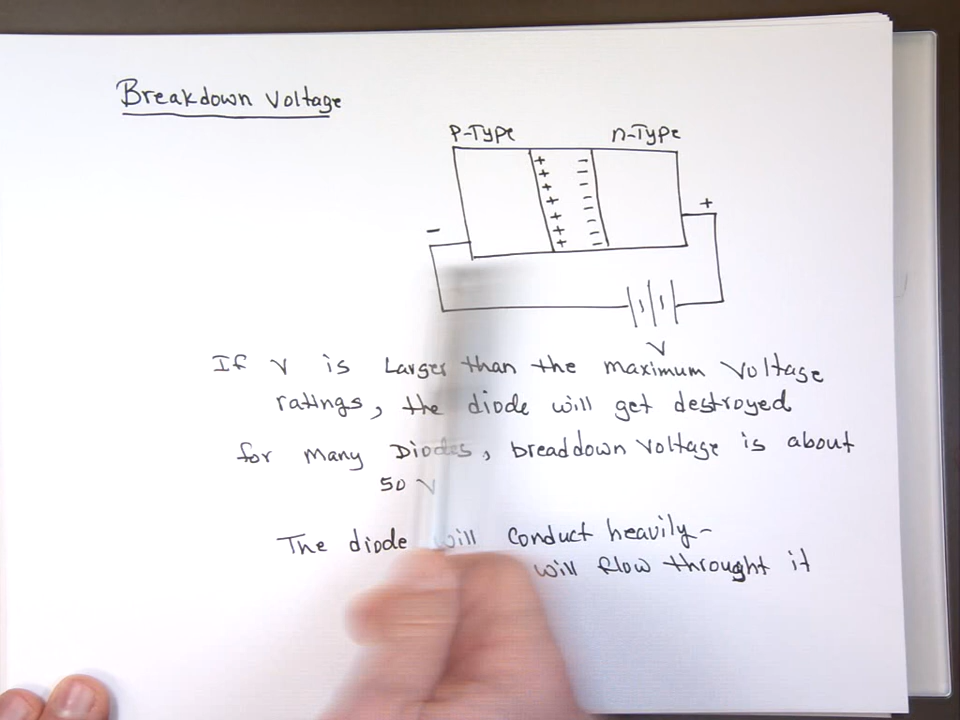 Breakdown Voltage
P-Type
n-Type
+ -
+ -
+ -
+ -
+ -
+ -
+ -
- +
V
If V is Larger than the maximum Voltage
ratings, the diode will get destroyed
for many Diodes, breaddown Voltage is about
50 V
The diode will conduct heavily-
will flow throught it